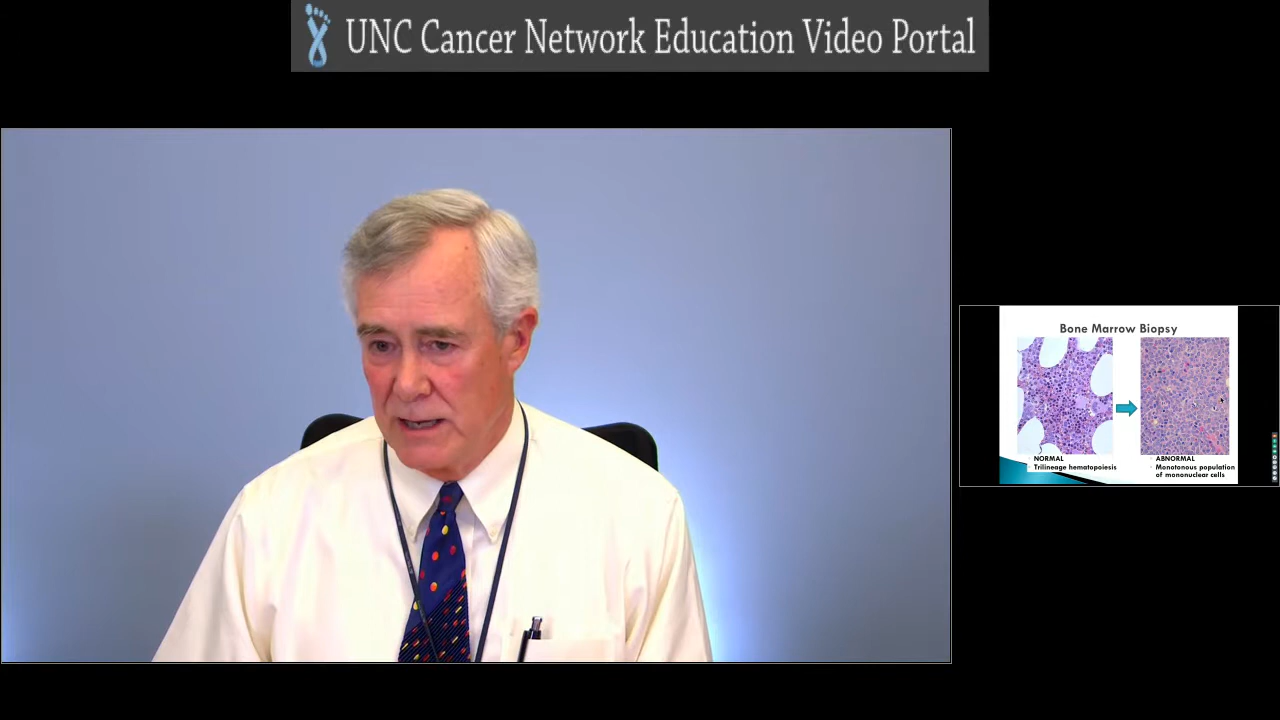 UNC Cancer Network Education Video Portal
Bone Marrow Biopsy
NORMAL
Trilineage hematopoiesis
ABNORMAL
Monotonous population
of mononuclear cells